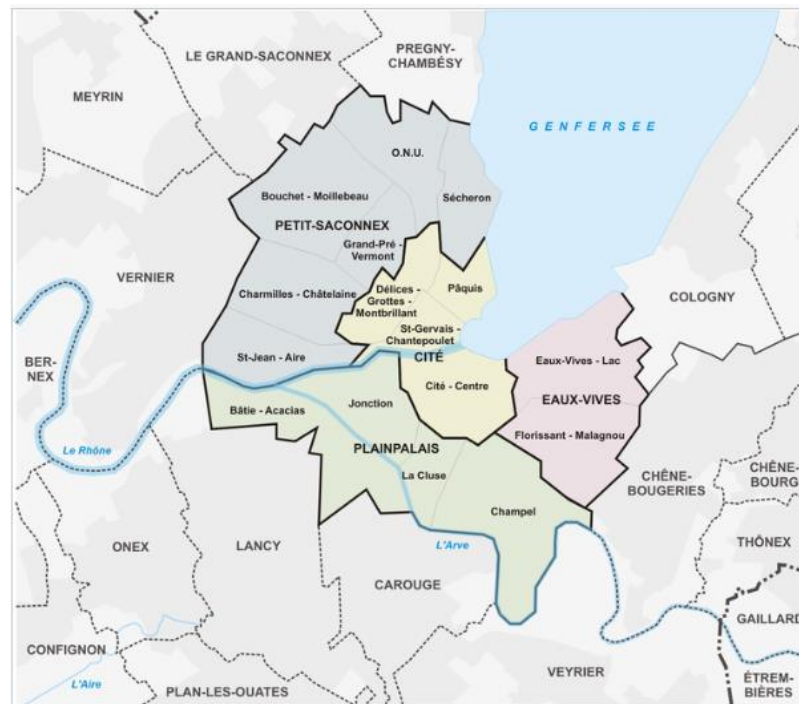 LE GRAND-SACONNEX
PREGNY-
CHAMBÉSY
MEYRIN
GENFERSEE
O.N.U.
Bouchet - Moillebeau
Sécheron
PETIT-SACONNEX
Grand-Pré -
Vermont
VERNIER
Charmilles - Châtelaine
Délices -
Grottes -
Montbrillant
Pâquis
COLOGNY
St-Gervais -
Chantepoulet
BER-
NEX
St-Jean - Aire
CITÉ
Eaux-Vives - Lac
Cité - Centre
Bâtie - Acacias
Jonction
EAUX-VIVES
Florissant - Malagnou
Le Rhône
PLAINPALAIS
La Cluse
CHÊNE-
BOUGERIES
CHÊNE-
BOURG
Champel
ONEX
LANCY
L'Arve
THÔNEX
CAROUGE
GAILLARD
CONFIGNON
VEYRIER
L'Aire
PLAN-LES-OUATES
ÉTREM-
BIÈRES